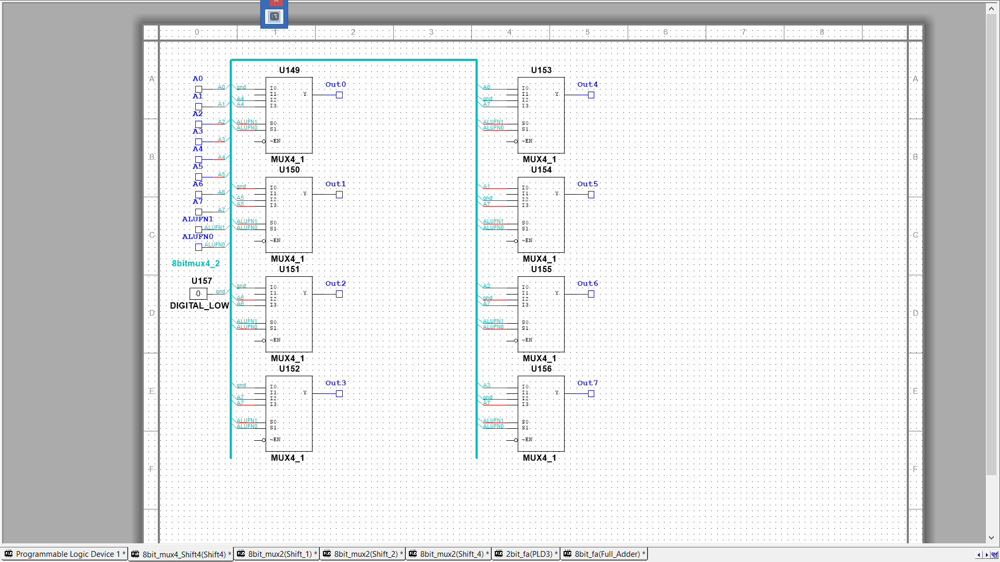 0 1 2 3 4 5 6 7 8
A A
B B
C C
D D
E E
F F
A0 A0
A1 A1
A2 A2
A3 A3
A4 A4
A5 A5
A6 A6
A7 A7
ALUFN1 ALUFN1
ALUFN0 ALUFN0
8bitmux4_2
U157
0 gnd
DIGITAL_LOW
U149
gnd I0
I1 Y Out0
A4 I2
A4 I3
ALUFN1 S0
ALUFN0 S1
~EN
MUX4_1
U150
gnd I0
I1 Y Out1
A5 I2
A5 I3
ALUFN1 S0
ALUFN0 S1
~EN
MUX4_1
U151
gnd I0
I1 Y Out2
A6 I2
A6 I3
ALUFN1 S0
ALUFN0 S1
~EN
MUX4_1
U152
gnd I0
I1 Y Out3
A7 I2
A7 I3
ALUFN1 S0
ALUFN0 S1
~EN
MUX4_1
U153
A0 I0
I1 Y Out4
gnd I2
A7 I3
ALUFN1 S0
ALUFN0 S1
~EN
MUX4_1
U154
A1 I0
I1 Y Out5
gnd I2
A7 I3
ALUFN1 S0
ALUFN0 S1
~EN
MUX4_1
U155
A2 I0
I1 Y Out6
gnd I2
A7 I3
ALUFN1 S0
ALUFN0 S1
~EN
MUX4_1
U156
A3 I0
I1 Y Out7
gnd I2
A7 I3
ALUFN1 S0
ALUFN0 S1
~EN
MUX4_1
Programmable Logic Device 1 * 8bit_mux4_Shift4(Shift4) * 8bit_mux2(Shift_1) * 8bit_mux2(Shift_2) * 8bit_mux2(Shift_4) * 2bit_fa(PLD3) * 8bit_fa(Full_Adder) *